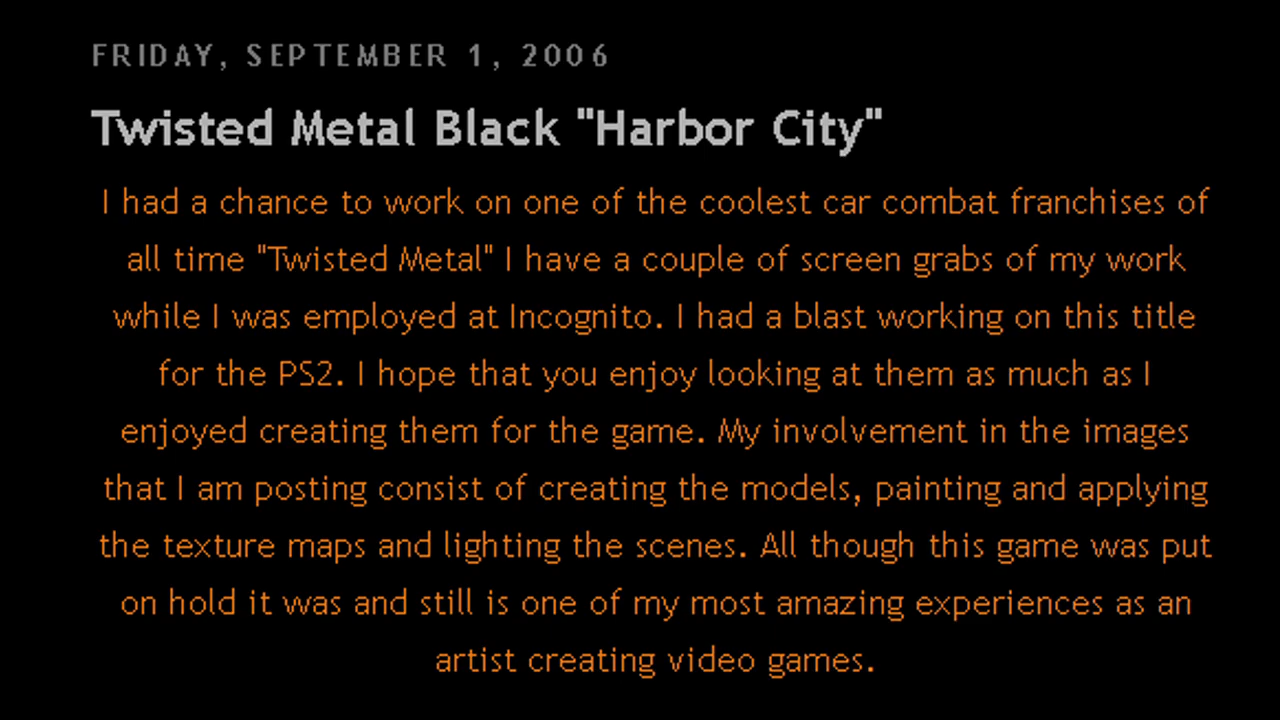 FRIDAY, SEPTEMBER 1, 2006
Twisted Metal Black "Harbor City"
I had a chance to work on one of the coolest car combat franchises of
all time "Twisted Metal" I have a couple of screen grabs of my work
while I was employed at Incognito. I had a blast working on this title
for the PS2. I hope that you enjoy looking at them as much as I
enjoyed creating them for the game. My involvement in the images
that I am posting consist of creating the models, painting and applying
the texture maps and lighting the scenes. All though this game was put
on hold it was and still is one of my most amazing experiences as an
artist creating video games.